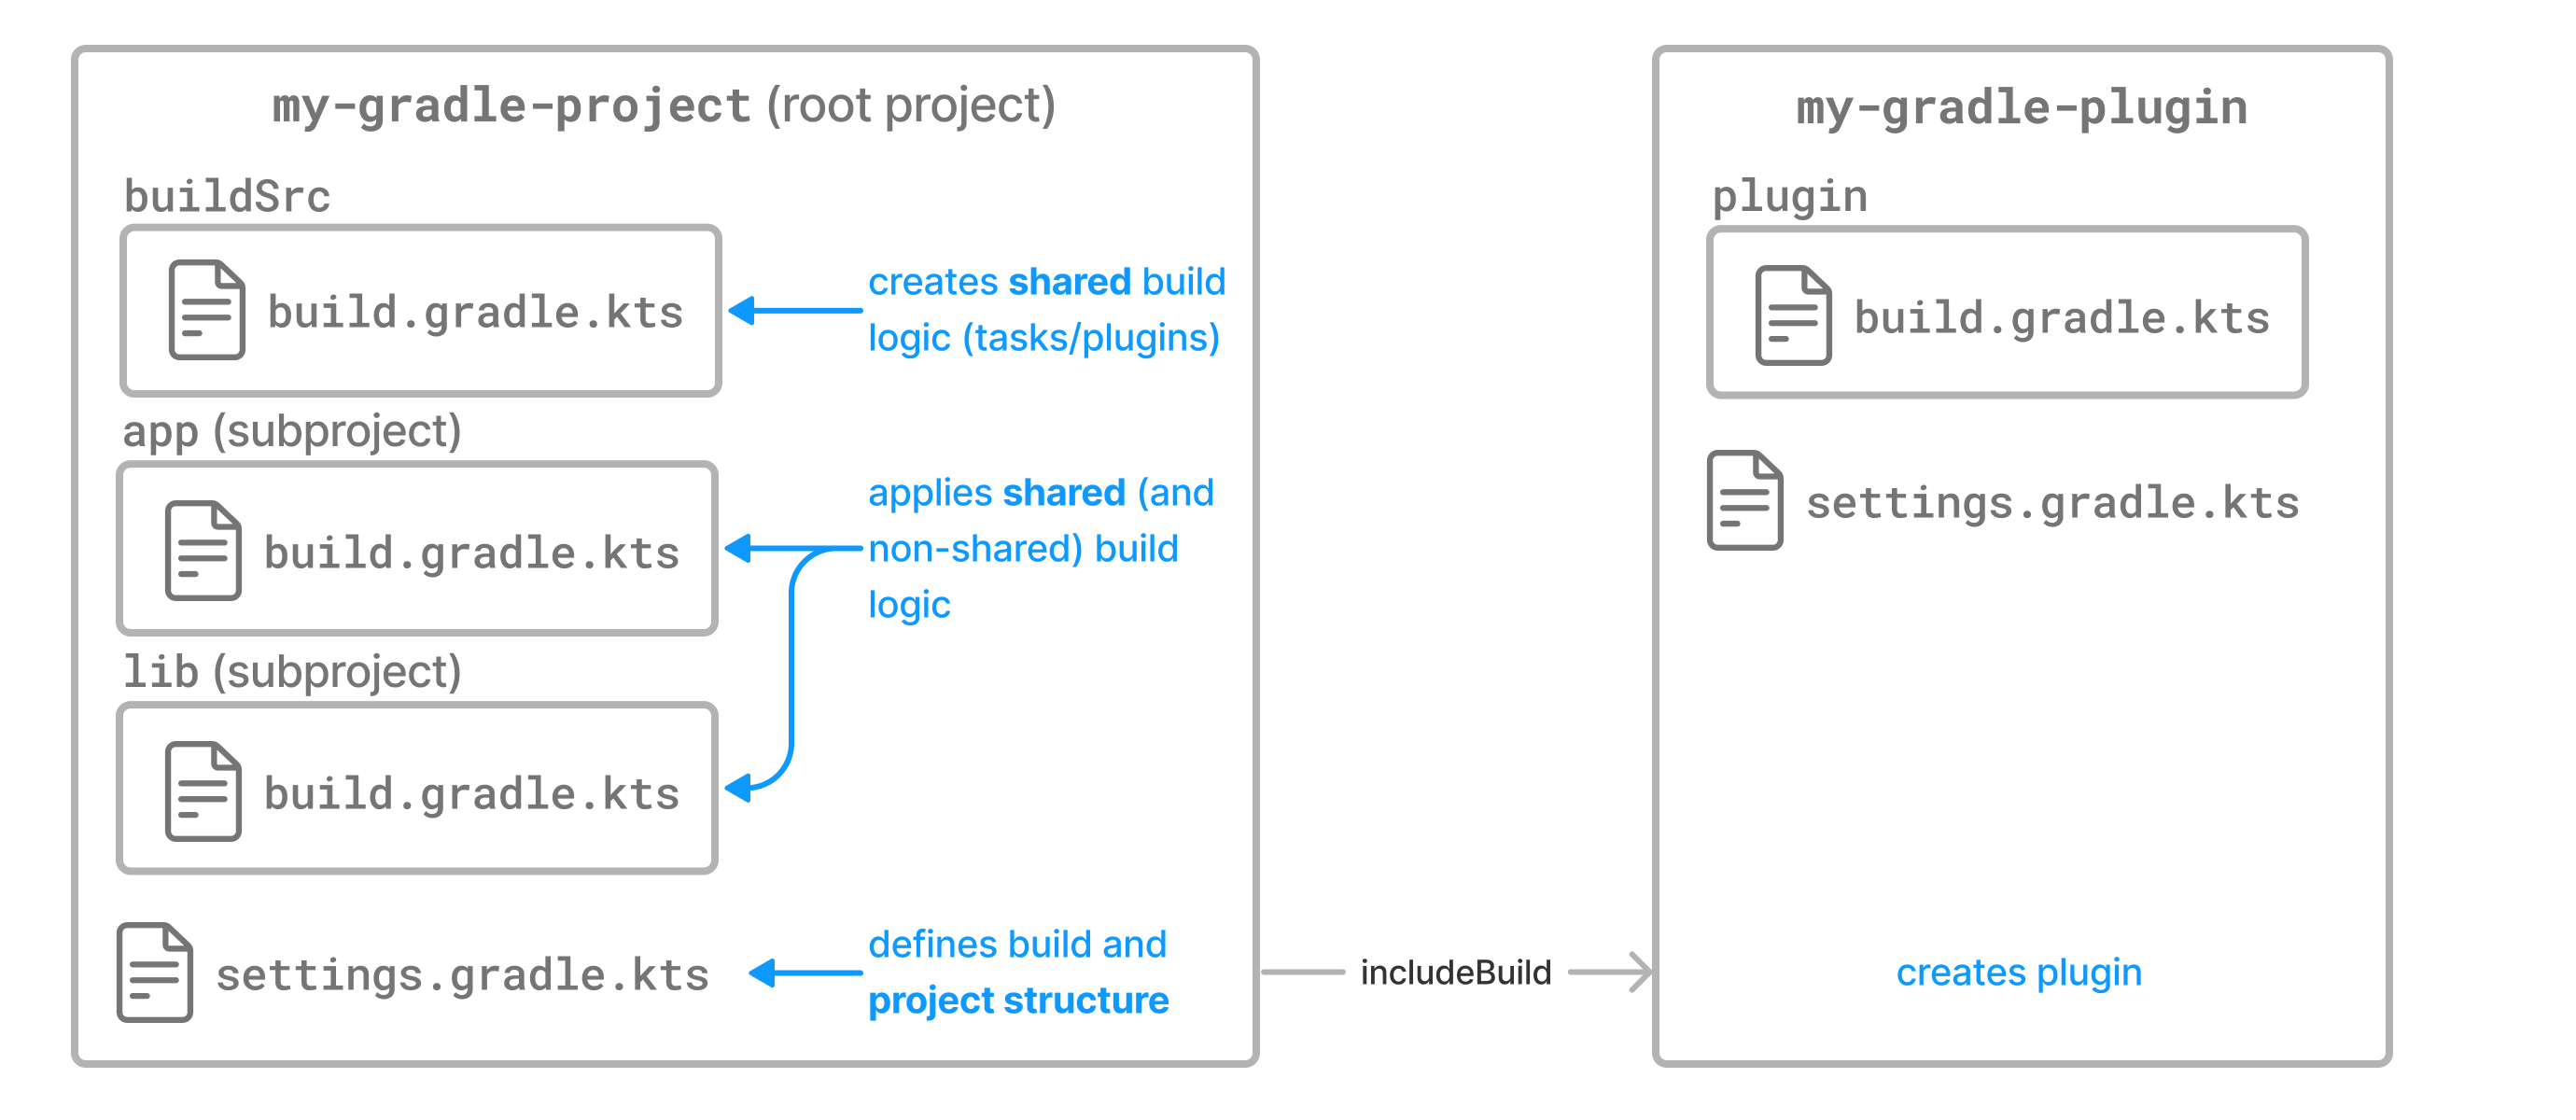 my-gradle-project (root project)
buildSrc
build.gradle.kts
creates shared build
logic (tasks/plugins)
app (subproject)
build.gradle.kts
applies shared (and
non-shared) build
logic
lib (subproject)
build.gradle.kts
settings.gradle.kts
defines build and
project structure
includeBuild
my-gradle-plugin
plugin
build.gradle.kts
settings.gradle.kts
creates plugin